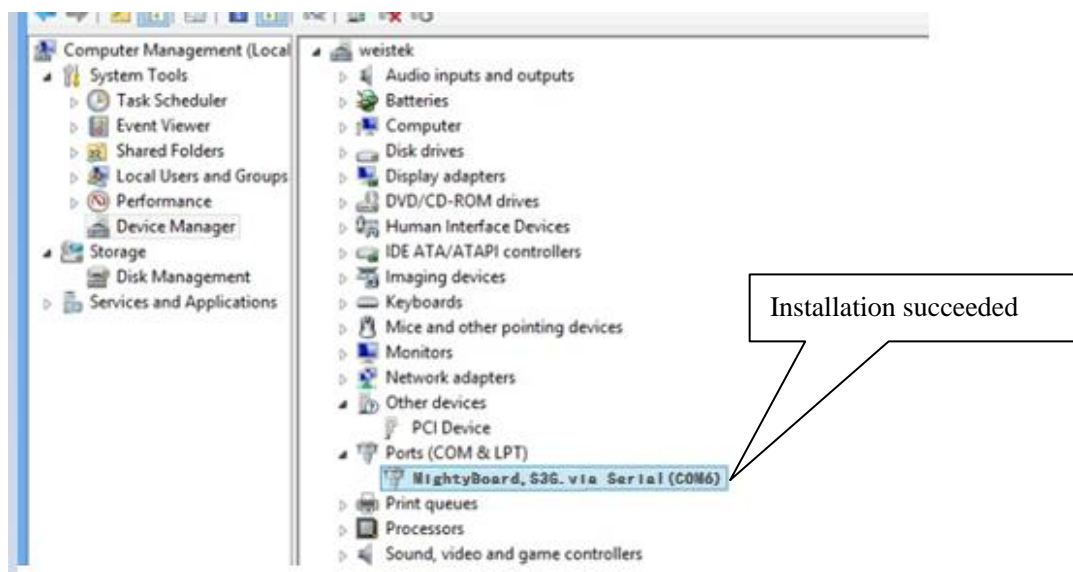 Computer Management (Local
System Tools
Task Scheduler
Event Viewer
Shared Folders
Local Users and Groups
Performance
Device Manager
Storage
Disk Management
Services and Applications
weistek
Audio inputs and outputs
Batteries
Computer
Disk drives
Display adapters
DVD/CD-ROM drives
Human Interface Devices
IDE ATA/ATAPI controllers
Imaging devices
Keyboards
Mice and other pointing devices
Monitors
Network adapters
Other devices
PCI Device
Ports (COM & LPT)
MightyBoard,S3G.via Serial(COM6)
Print queues
Processors
Sound, video and game controllers
Installation succeeded